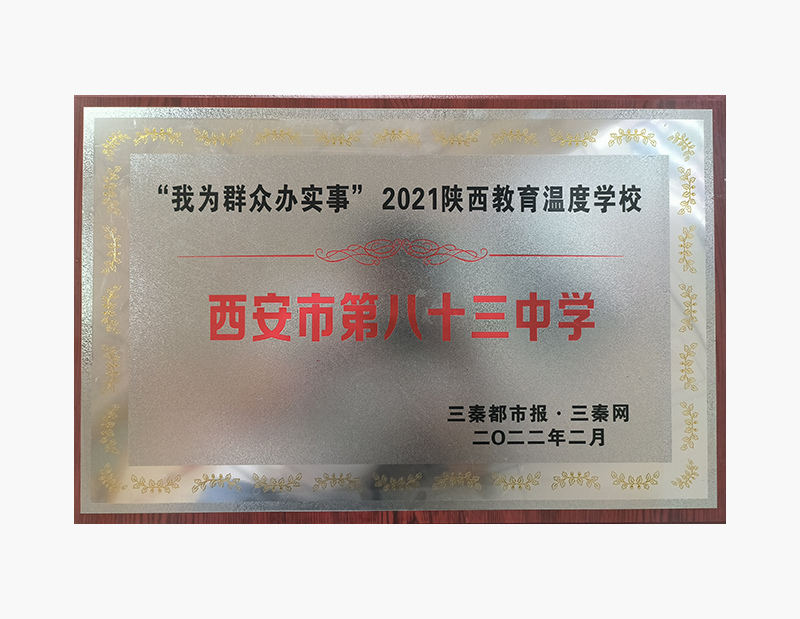 “我为群众办实事” 2021陕西教育温度学校
西安市第八十三中学
三秦都市报·三秦网
二〇二二年二月